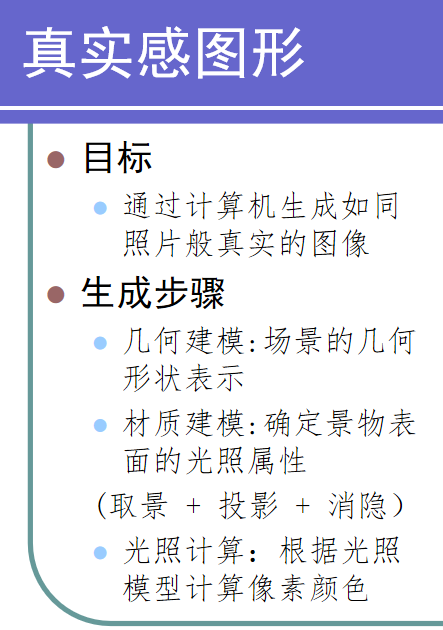 真实感图形
目标
通过计算机生成如同
照片般真实的图像
生成步骤
几何建模:场景的几何
形状表示
材质建模:确定景物表
面的光照属性
(取景 + 投影 + 消隐)
光照计算：根据光照
模型计算像素颜色